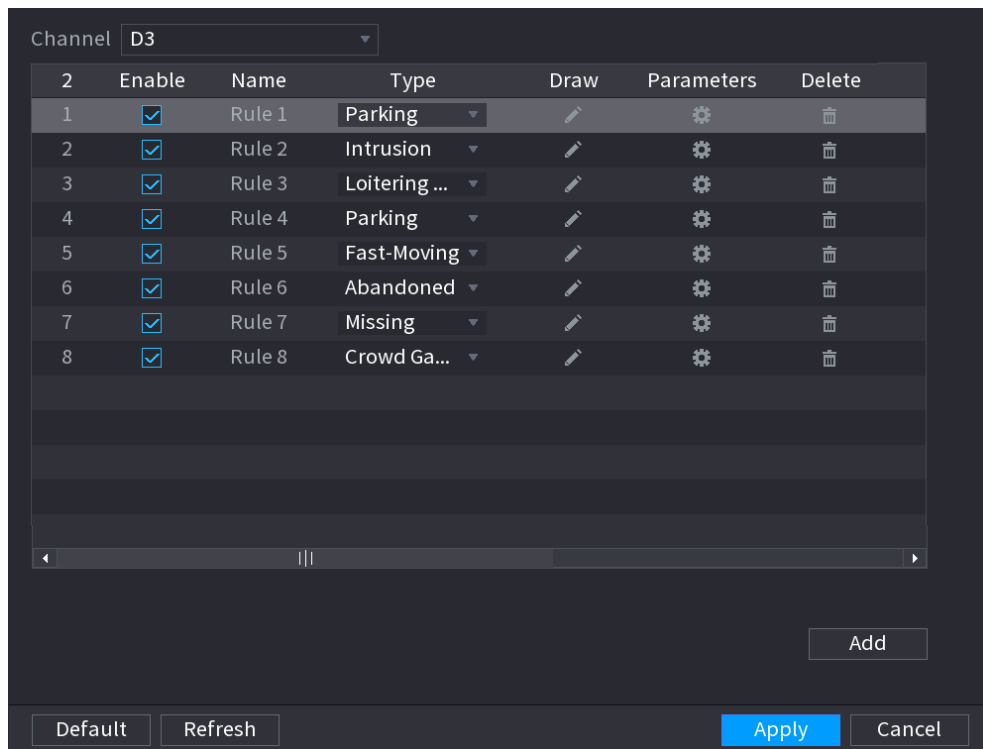 Channel D3
2 Enable Name Type Draw Parameters Delete
1 Rule 1 Parking
2 Rule 2 Intrusion
3 Rule 3 Loitering ...
4 Rule 4 Parking
5 Rule 5 Fast-Moving
6 Rule 6 Abandoned
7 Rule 7 Missing
8 Rule 8 Crowd Ga...
Add
Default Refresh Apply Cancel